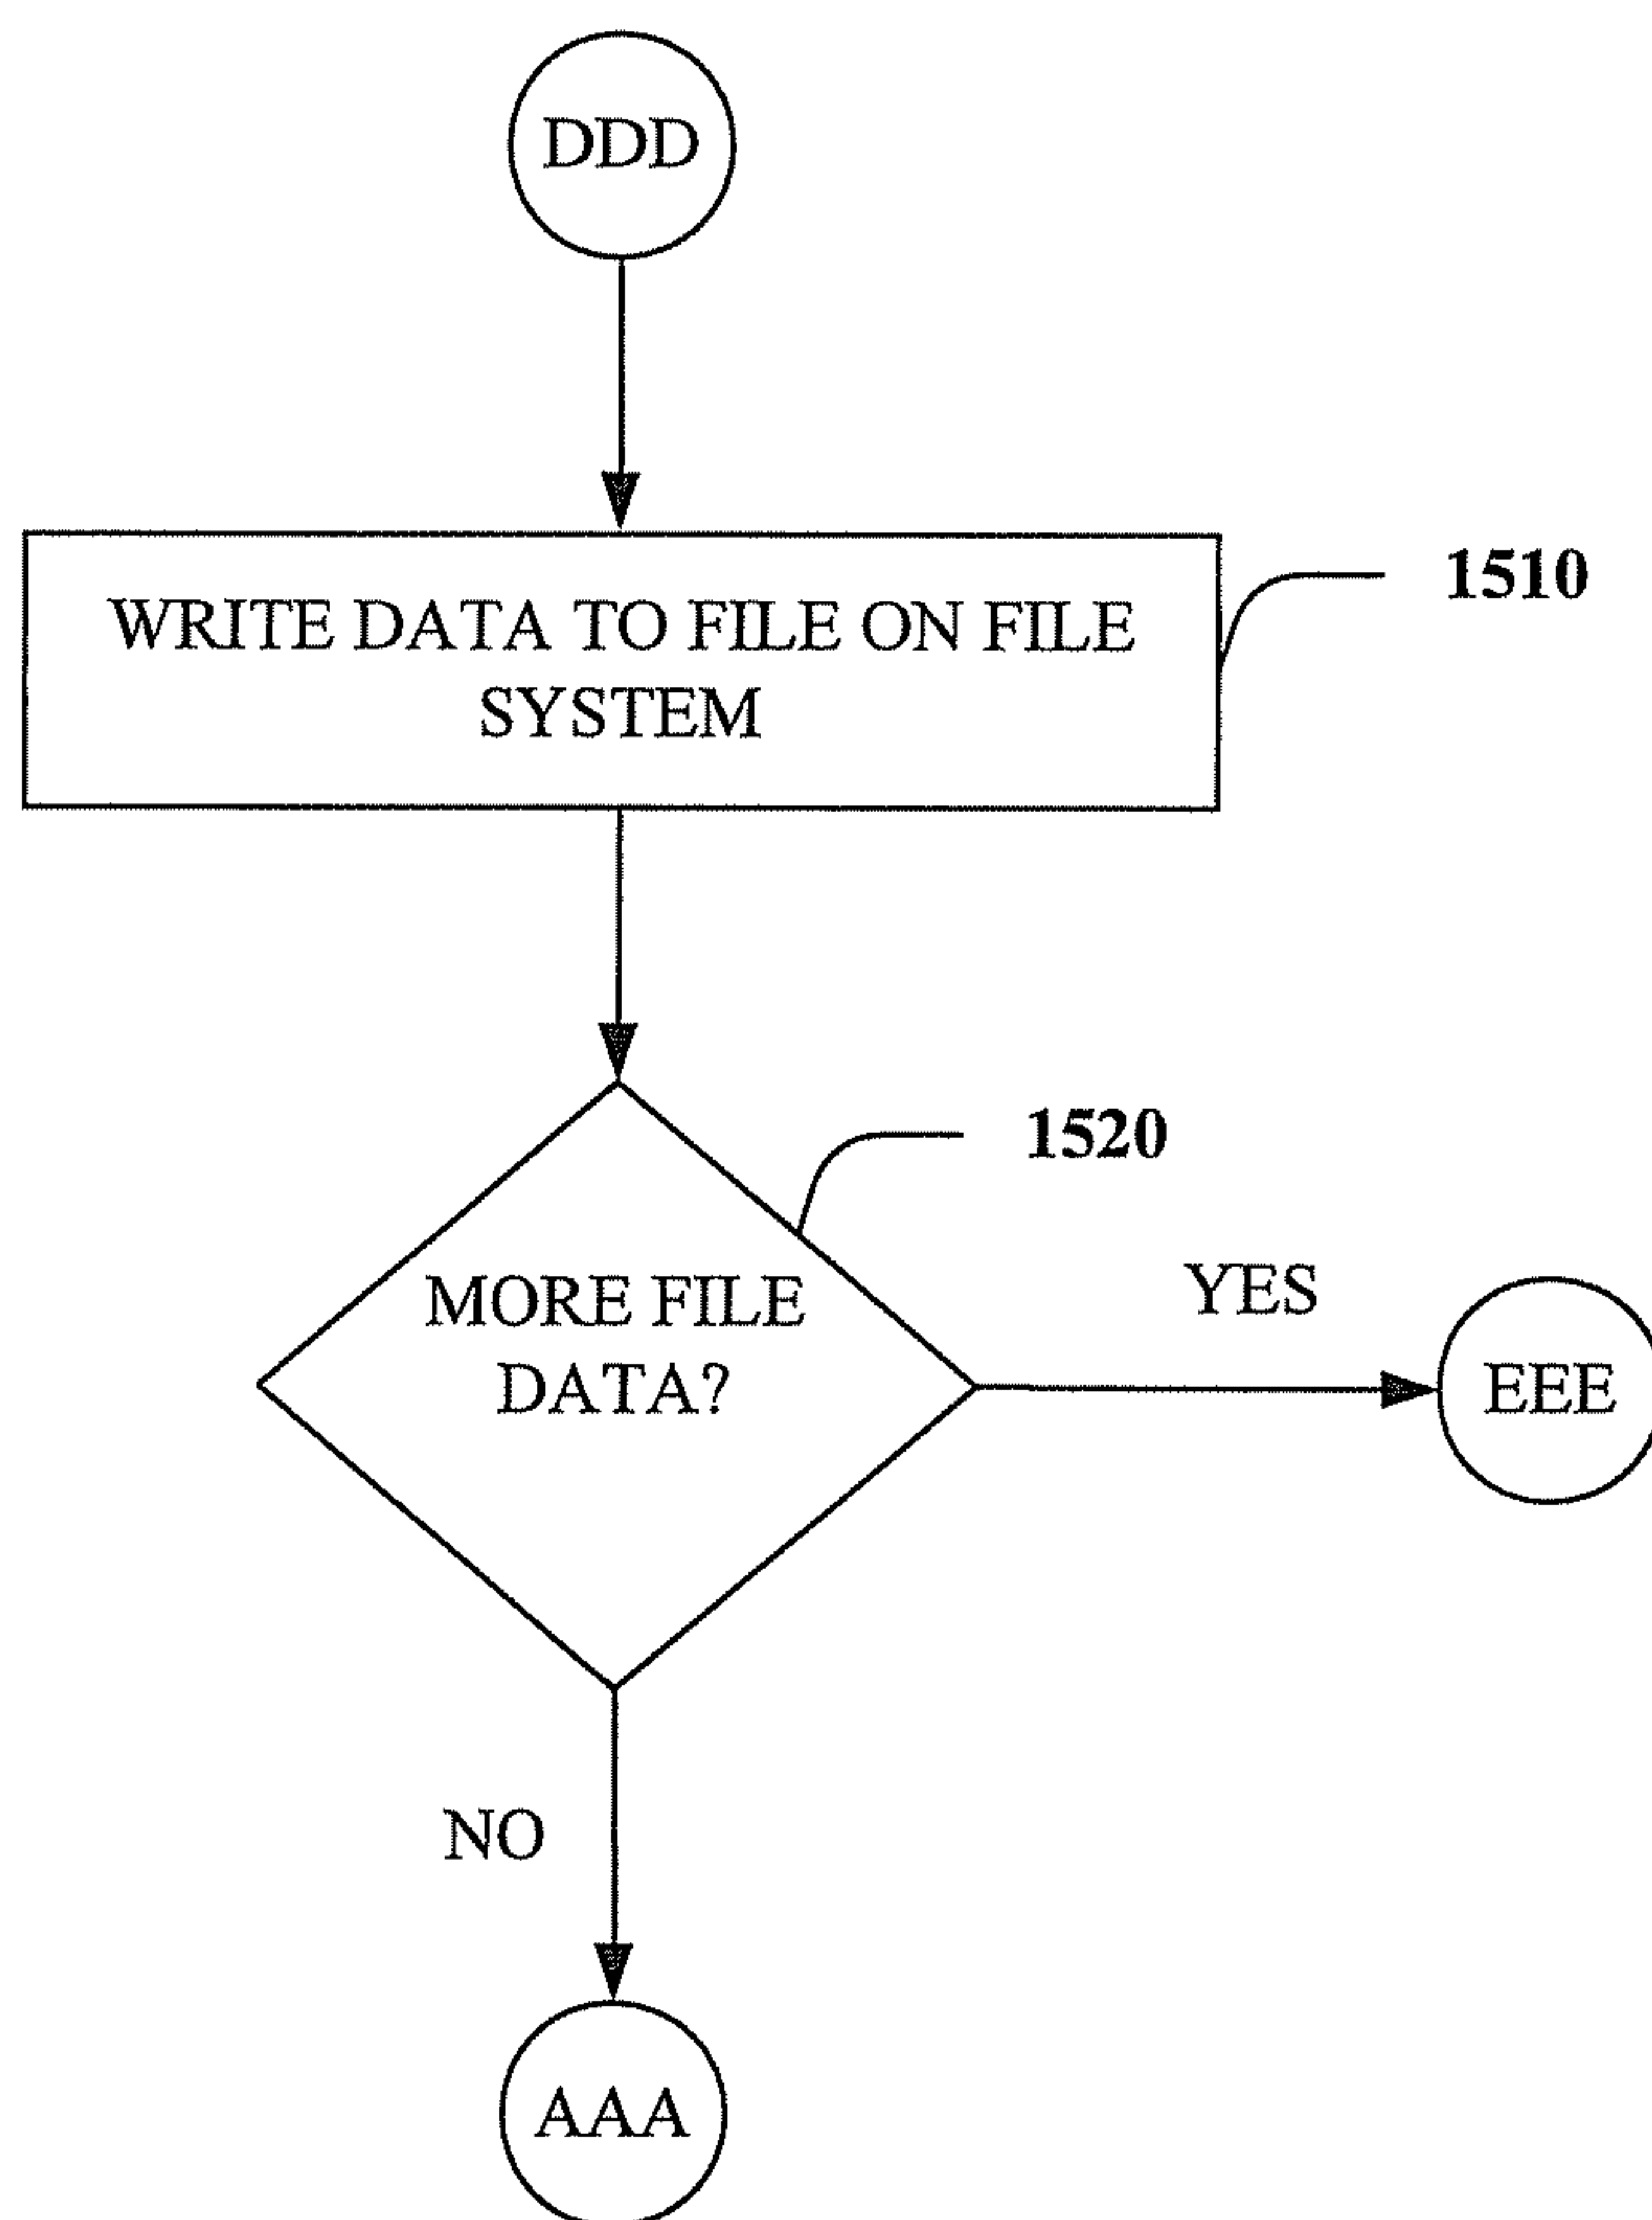 DDD
WRITE DATA TO FILE ON FILE
SYSTEM
1510
1520
MORE FILE
DATA?
YES
EEE
NO
AAA